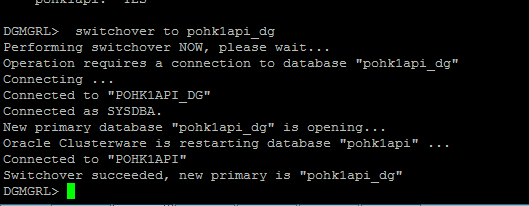 DGMGRL>  switchover to pohk1api_dg
Performing switchover NOW, please wait...
Operation requires a connection to database "pohk1api_dg"
Connecting ...
Connected to "POHK1API_DG"
Connected as SYSDBA.
New primary database "pohk1api_dg" is opening...
Oracle Clusterware is restarting database "pohk1api" ...
Connected to "POHK1API"
Switchover succeeded, new primary is "pohk1api_dg"
DGMGRL>